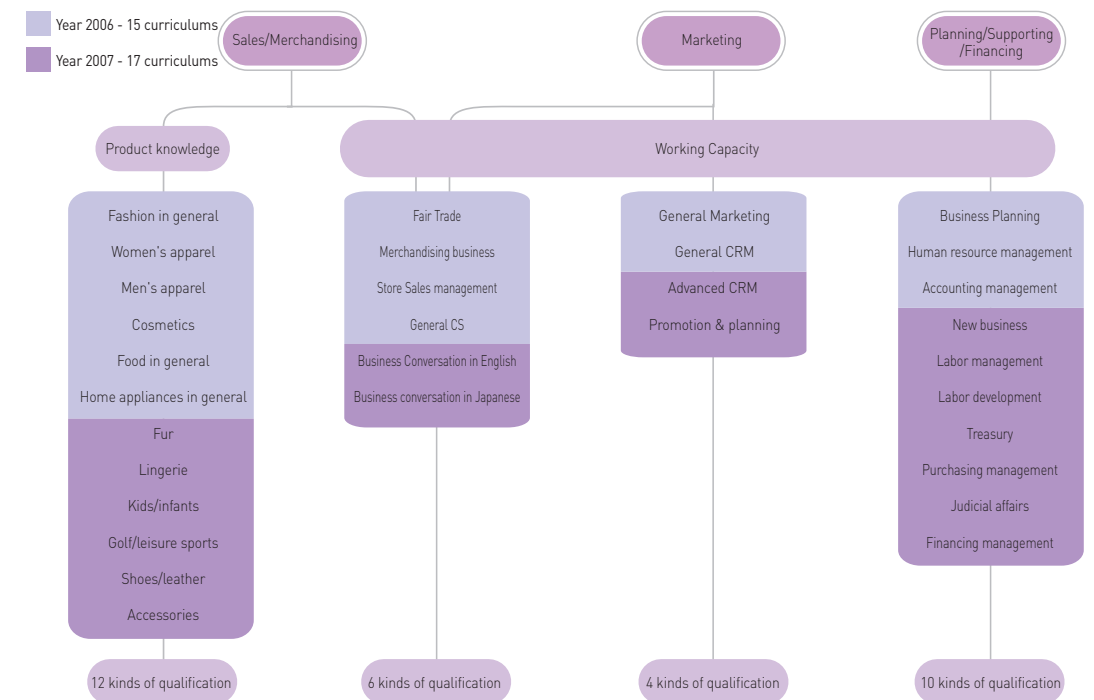 Year 2006 - 15 curriculums
Year 2007 - 17 curriculums
Sales/Merchandising
Marketing
Planning/Supporting
/Financing
Product knowledge
Working Capacity
Fashion in general
Women's apparel
Men's apparel
Cosmetics
Food in general
Home appliances in general
Fur
Lingerie
Kids/infants
Golf/leisure sports
Shoes/leather
Accessories
12 kinds of qualification
Fair Trade
Merchandising business
Store Sales management
General CS
Business Conversation in English
Business conversation in Japanese
6 kinds of qualification
General Marketing
General CRM
Advanced CRM
Promotion & planning
4 kinds of qualification
Business Planning
Human resource management
Accounting management
New business
Labor management
Labor development
Treasury
Purchasing management
Judicial affairs
Financing management
10 kinds of qualification